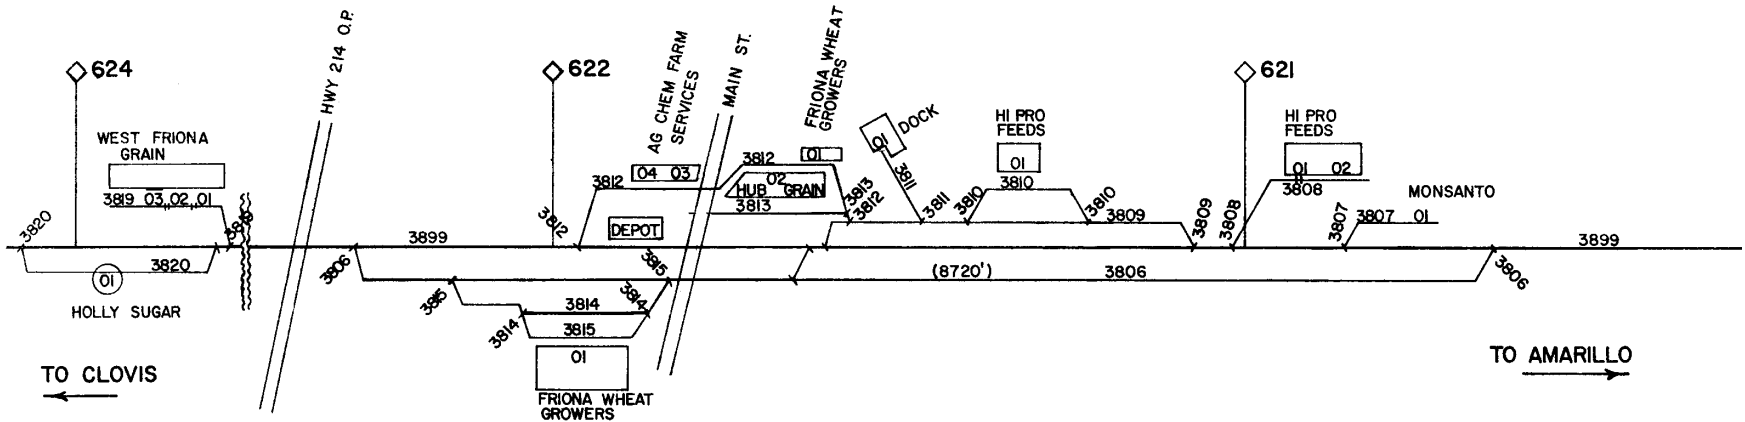 624
622
621
HWY 214 O.P.
AG CHEM FARM
SERVICES
MAIN ST.
FRIONA WHEAT
GROWERS
01
DOCK
01
3811
HI PRO
FEEDS
01
3810
HI PRO
FEEDS
01 02
3808
WEST FRIONA
GRAIN
3819 03,, 02,, 01
04 03
3812
3812
02
HUB GRAIN
3813
3813
3812
3811
3810
3810
3809
3809
3808
3807
MONSANTO
3807 01
3820
3819
3899
3812
DEPOT
3899
3820
01
HOLLY SUGAR
3806
3815
3815
3814
3814
3814
3815
01
FRIONA WHEAT
GROWERS
(8720') 3806
3806
TO CLOVIS
TO AMARILLO